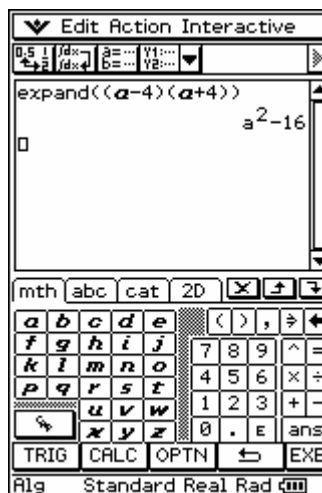 Edit Action Interactive
expand((a-4)(a+4))
a²-16
mth abc cat 2D
a b c d e ( ) ,
f g h i j 7 8 9 ^ =
k l m n o 4 5 6 × ÷
p q r s t 1 2 3 + -
u v w 0 . E ans
x y z
TRIG CALC OPTN EXE
Alg Standard Real Rad